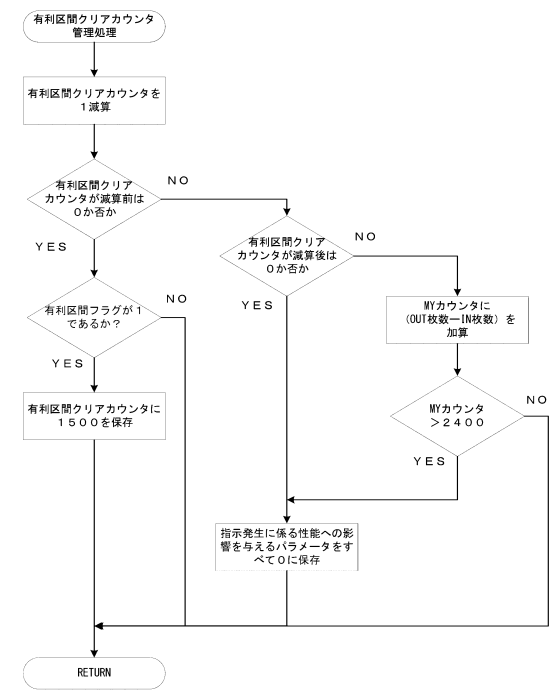 有利区間クリアカウンタ
管理処理
有利区間クリアカウンタを
1減算
有利区間クリア
カウンタが減算前は
0か否か
NO
YES
有利区間クリア
カウンタが減算後は
0か否か
NO
YES
有利区間フラグが1
であるか？
NO
YES
MYカウンタに
（OUT枚数ーIN枚数）を
加算
有利区間クリアカウンタに
1500を保存
MYカウンタ
＞2400
NO
YES
指示発生に係る性能への影
響を与えるパラメータをす
べて0に保存
RETURN